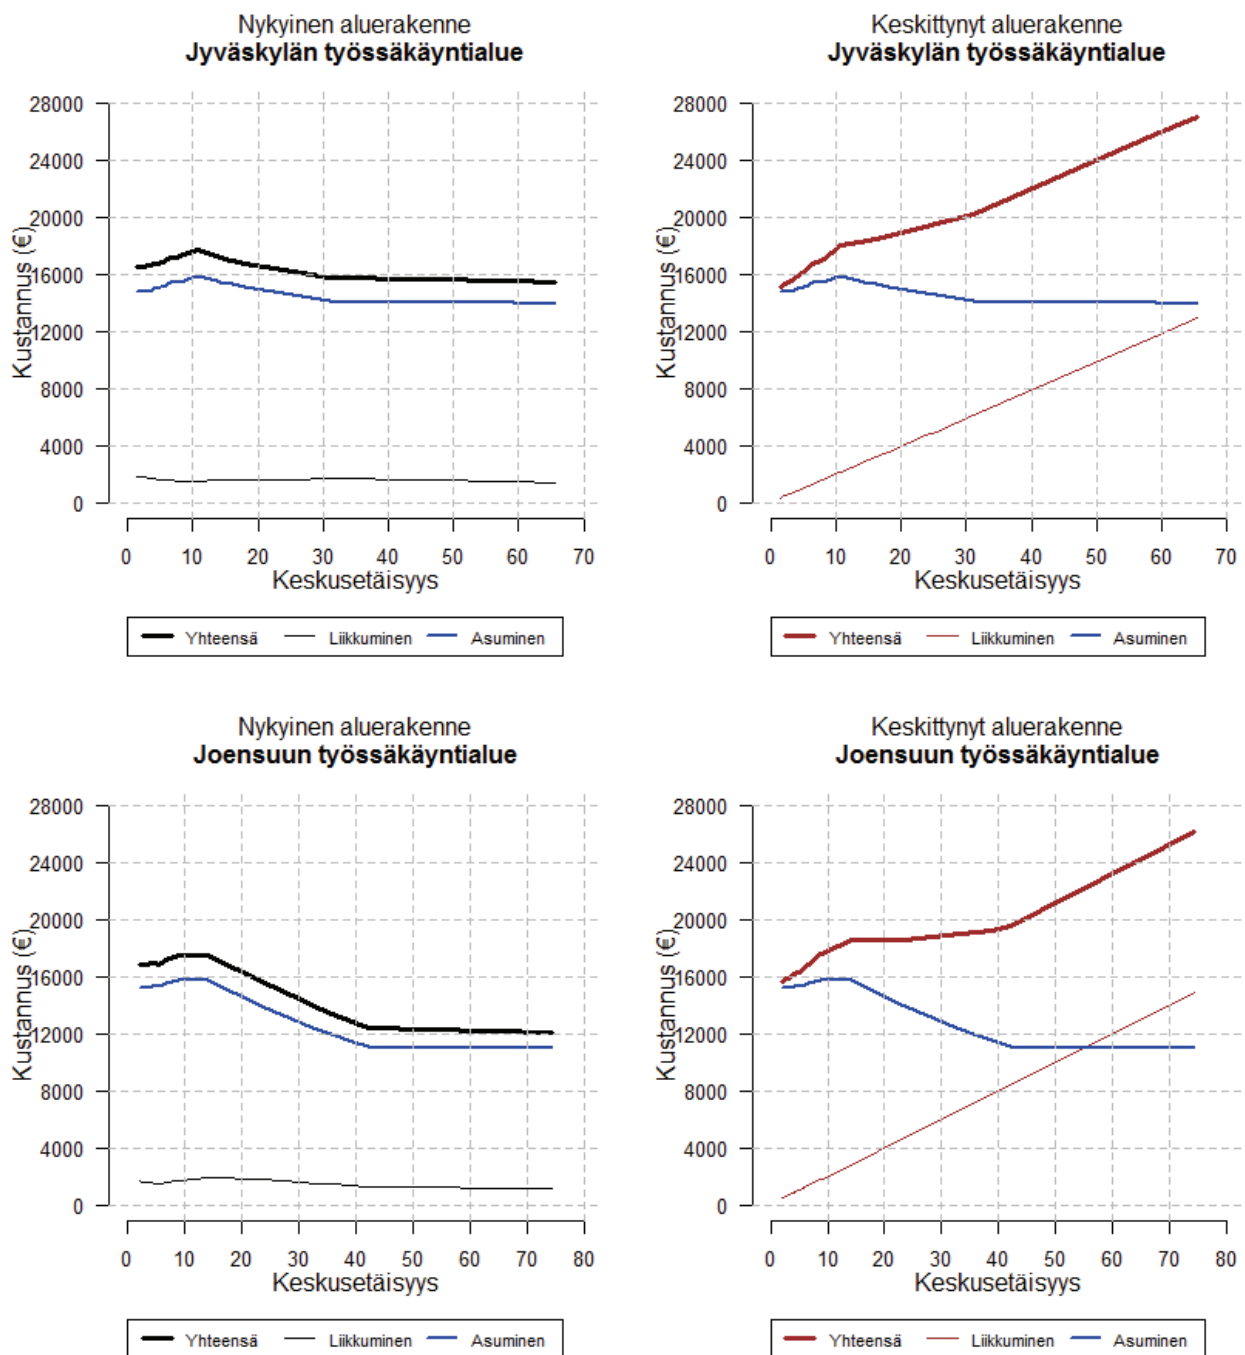 Nykyinen aluerakenne
Jyväskylän työssäkäyntialue
28000
24000
20000
16000
12000
8000
4000
0
Kustannus (€)
0 10 20 30 40 50 60 70
Keskusetäisyys
Yhteensä Liikkuminen Asuminen
Keskittynyt aluerakenne
Jyväskylän työssäkäyntialue
28000
24000
20000
16000
12000
8000
4000
0
Kustannus (€)
0 10 20 30 40 50 60 70
Keskusetäisyys
Yhteensä Liikkuminen Asuminen
Nykyinen aluerakenne
Joensuun työssäkäyntialue
28000
24000
20000
16000
12000
8000
4000
0
Kustannus (€)
0 10 20 30 40 50 60 70 80
Keskusetäisyys
Yhteensä Liikkuminen Asuminen
Keskittynyt aluerakenne
Joensuun työssäkäyntialue
28000
24000
20000
16000
12000
8000
4000
0
Kustannus (€)
0 10 20 30 40 50 60 70 80
Keskusetäisyys
Yhteensä Liikkuminen Asuminen